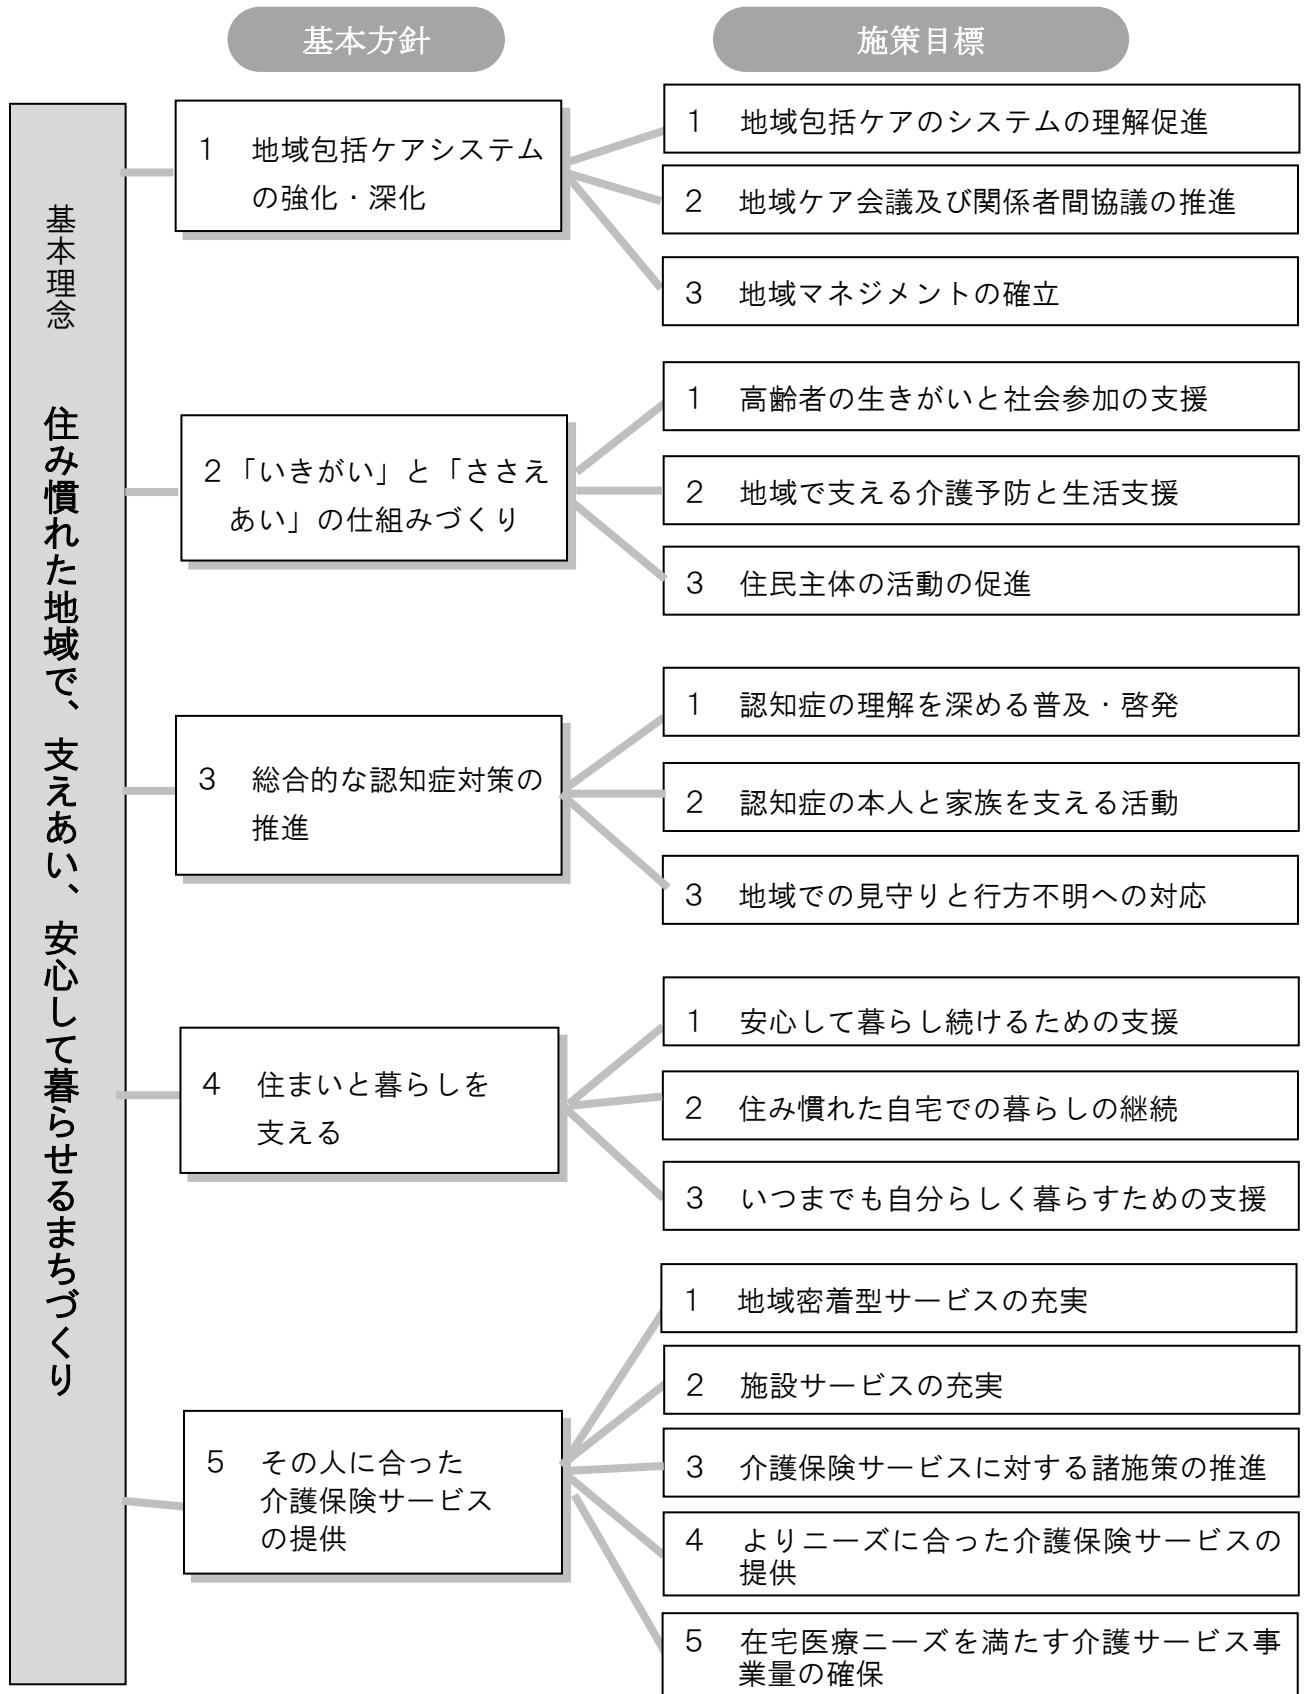 基本方針
施策目標
基本理念　住み慣れた地域で、支えあい、安心して暮らせるまちづくり
1　地域包括ケアシステム
の強化・深化
1　地域包括ケアのシステムの理解促進
2　地域ケア会議及び関係者間協議の推進
3　地域マネジメントの確立
2「いきがい」と「ささえ
あい」の仕組みづくり
1　高齢者の生きがいと社会参加の支援
2　地域で支える介護予防と生活支援
3　住民主体の活動の促進
3　総合的な認知症対策の
推進
1　認知症の理解を深める普及・啓発
2　認知症の本人と家族を支える活動
3　地域での見守りと行方不明への対応
4　住まいと暮らしを
支える
1　安心して暮らし続けるための支援
2　住み慣れた自宅での暮らしの継続
3　いつまでも自分らしく暮らすための支援
5　その人に合った
介護保険サービス
の提供
1　地域密着型サービスの充実
2　施設サービスの充実
3　介護保険サービスに対する諸施策の推進
4　よりニーズに合った介護保険サービスの
提供
5　在宅医療ニーズを満たす介護サービス事
業量の確保